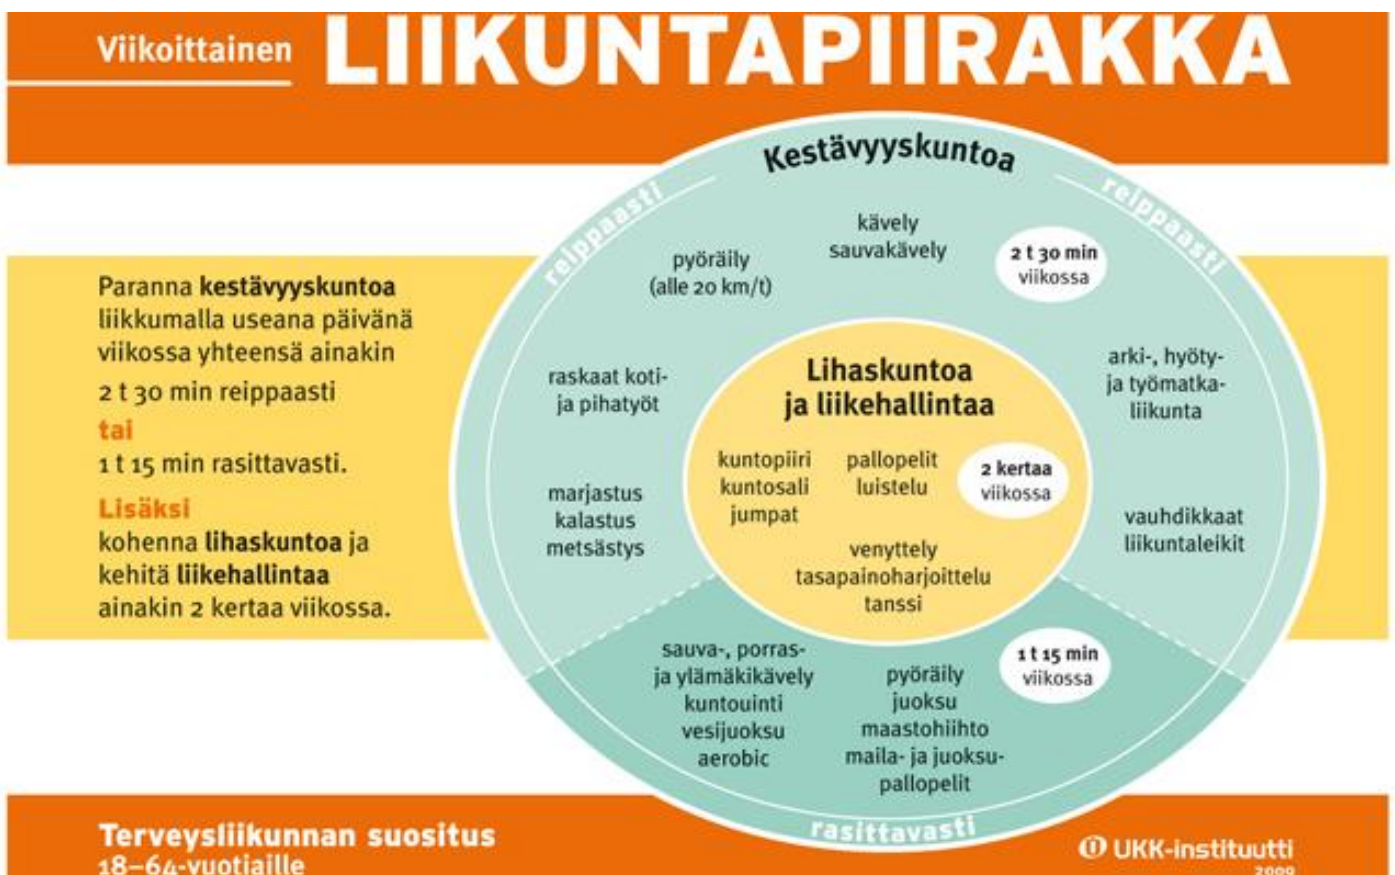 Viikoittainen LIIKUNTAPIIRAKKA
Paranna kestävyyskuntoa
liikkumalla useana päivänä
viikossa yhteensä ainakin
2 t 30 min reippaasti
tai
1 t 15 min rasittavasti.
Lisäksi
kohenna lihaskuntoa ja
kehitä liikehallintaa
ainakin 2 kertaa viikossa.
Kestävyyskuntoa
reippaasti
reippaasti
kävely
sauvakävely
2 t 30 min
viikossa
pyöräily
(alle 20 km/t)
raskaat koti-
ja pihatyöt
marjastus
kalastus
metsästys
arki-, hyöty-
ja työmatka-
liikunta
vauhdikkaat
liikuntaleikit
Lihaskuntoa
ja liikehallintaa
kuntopiiri
kuntosali
jumpat
pallopelit
luistelu
2 kertaa
viikossa
venyttely
tasapainoharjoittelu
tanssi
sauva-, porras-
ja ylämäkikävely
kuntouinti
vesijuoksu
aerobic
pyöräily
juoksu
maastohiihto
maila- ja juoksu-
pallopelit
1 t 15 min
viikossa
rasittavasti
Terveysliikunnan suositus
18–64-vuotiaille
UKK-instituutti
2009